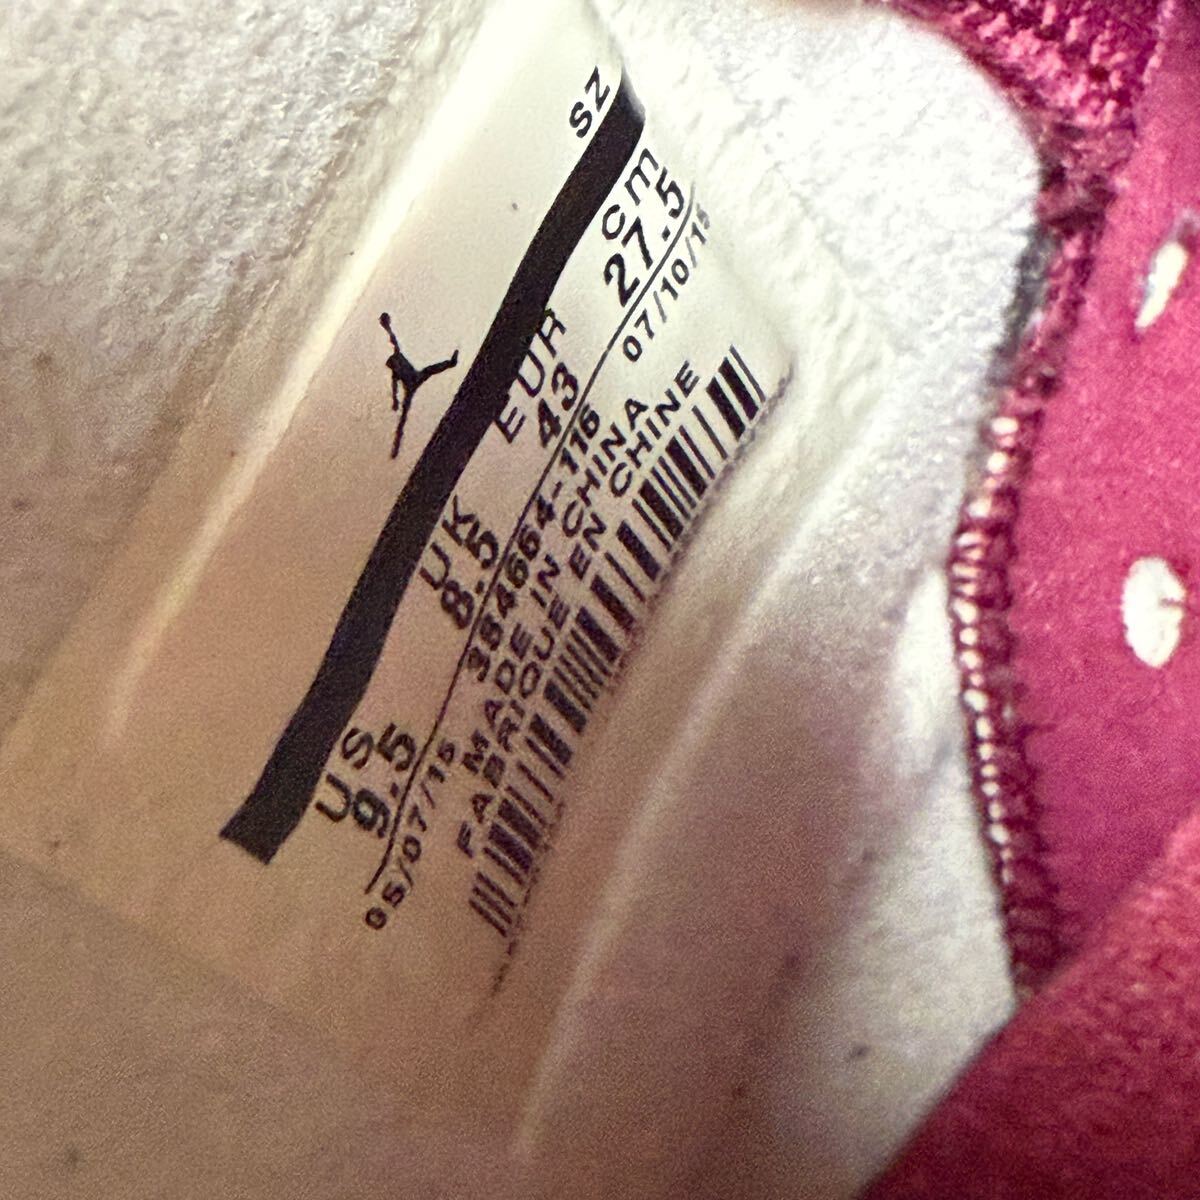 SZ
US UK EUR cm
9.5 8.5 43 27.5
05/07/15 384664-116 07/10/15
MADE IN CHINA
FABRIQUE EN CHINE